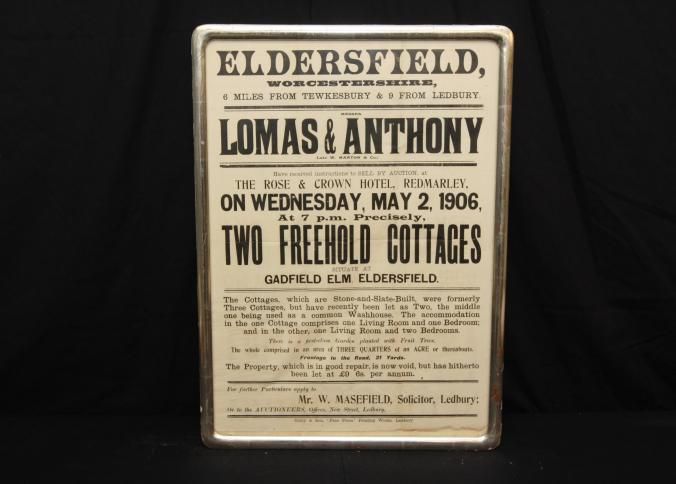 ELDERSFIELD,
WORCESTERSHIRE,
6 MILES FROM TEWKESBURY & 9 FROM LEDBURY.
MESSRS.
LOMAS & ANTHONY
Late W. MANTON & Co.
Have received instructions to SELL BY AUCTION, at
THE ROSE & CROWN HOTEL, REDMARLEY,
ON WEDNESDAY, MAY 2, 1906,
At 7 p.m. Precisely,
TWO FREEHOLD COTTAGES
SITUATE AT
GADFIELD ELM, ELDERSFIELD.
The Cottages, which are Stone-and-Slate-Built, were formerly
Three Cottages, but have recently been let as Two, the middle
one being used as a common Washhouse. The accommodation
in the one Cottage comprises one Living Room and one Bedroom;
and in the other, one Living Room and two Bedrooms.
There is a Garden planted with Fruit Trees.
The whole comprised in an area of THREE QUARTERS of an ACRE or thereabouts.
Frontage to the Road, 21 Yards.
The Property, which is in good repair, is now void, but has hitherto
been let at £9 6s. per annum.
For further Particulars apply to
Mr. W. MASEFIELD, Solicitor, Ledbury;
Or to the AUCTIONEERS, Offices, New Street, Ledbury.
& Son, "Free Press" Printing Works, Ledbury